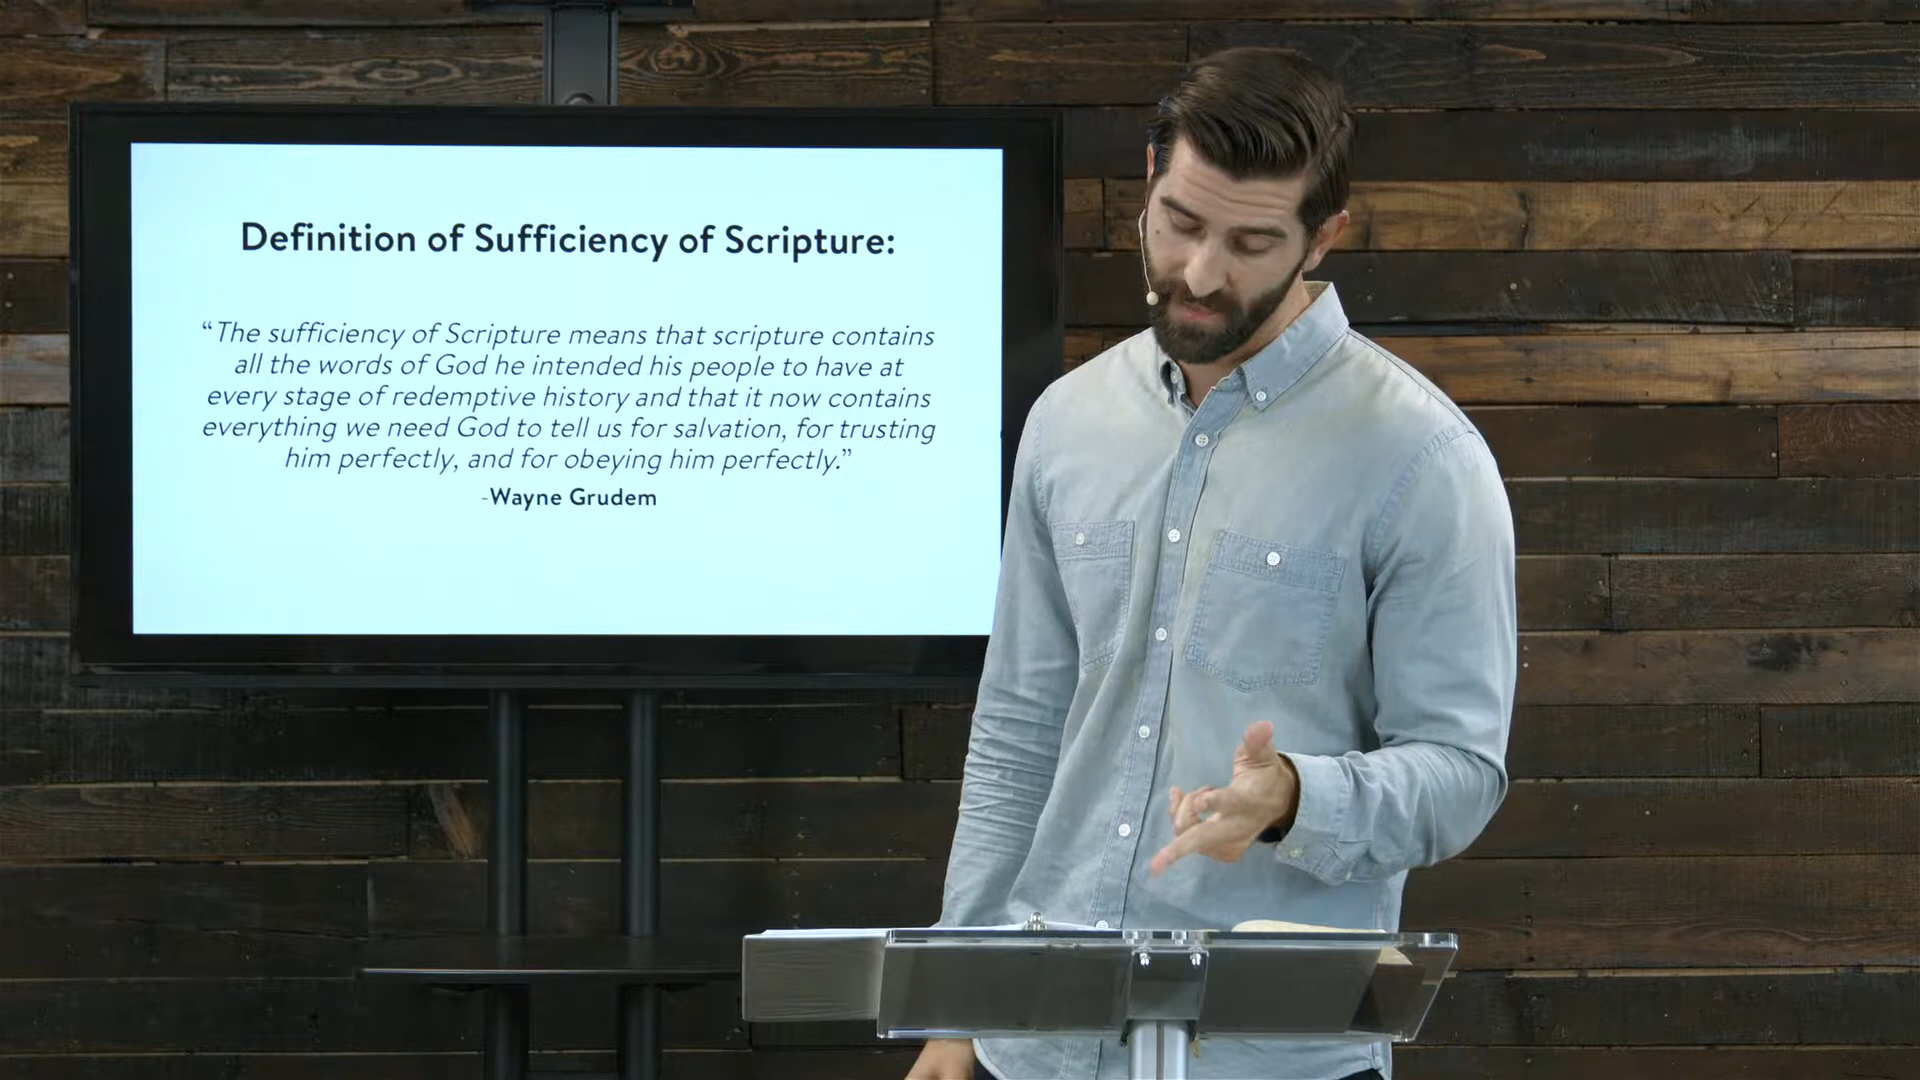 Definition of Sufficiency of Scripture:
“The sufficiency of Scripture means that scripture contains
all the words of God he intended his people to have at
every stage of redemptive history and that it now contains
everything we need God to tell us for salvation, for trusting
him perfectly, and for obeying him perfectly.”
-Wayne Grudem